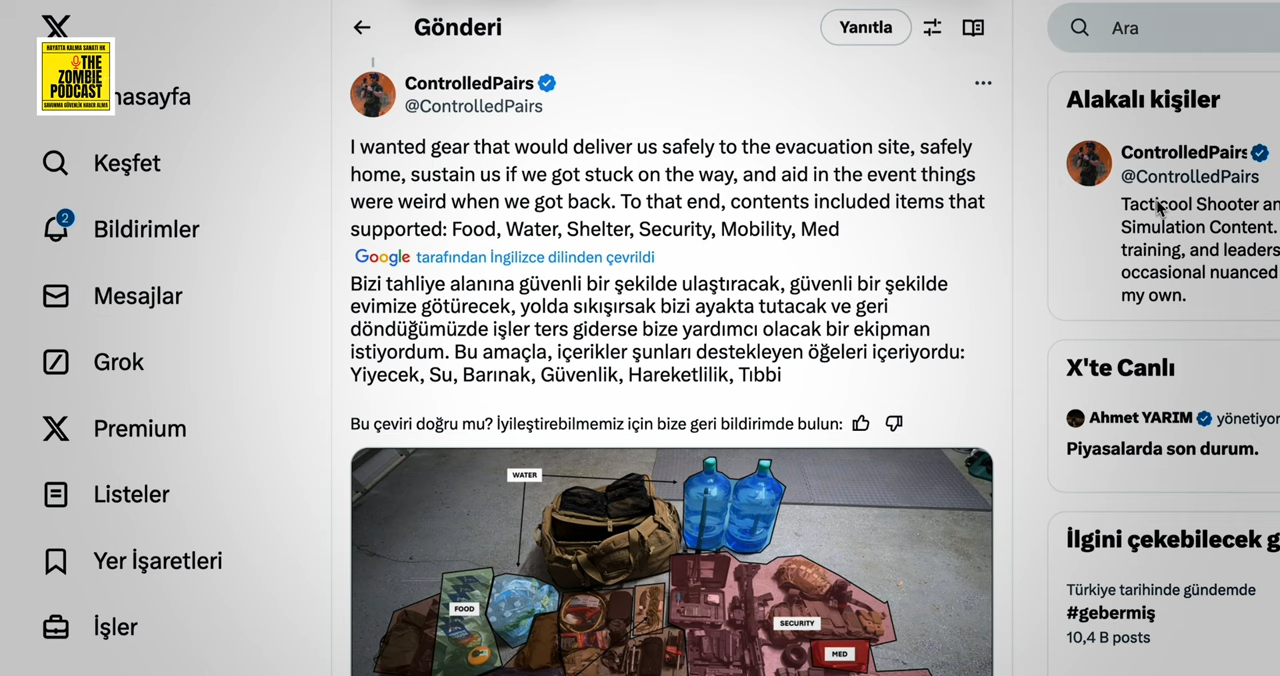 HAYATTA KALMA SANATI HK
THE
ZOMBIE
PODCAST
SAVUNMA GÜVENLİK HABER ALMA
nasayfa
Keşfet
2
Bildirimler
Mesajlar
Grok
Premium
Listeler
Yer İşaretleri
İşler
Gönderi
Yanıtla
ControlledPairs
@ControlledPairs
I wanted gear that would deliver us safely to the evacuation site, safely
home, sustain us if we got stuck on the way, and aid in the event things
were weird when we got back. To that end, contents included items that
supported: Food, Water, Shelter, Security, Mobility, Med
Google tarafından İngilizce dilinden çevrildi
Bizi tahliye alanına güvenli bir şekilde ulaştıracak, güvenli bir şekilde
evimize götürecek, yolda sıkışırsak bizi ayakta tutacak ve geri
döndüğümüzde işler ters giderse bize yardımcı olacak bir ekipman
istiyordum. Bu amaçla, içerikler şunları destekleyen öğeleri içeriyordu:
Yiyecek, Su, Barınak, Güvenlik, Hareketlilik, Tıbbi
Bu çeviri doğru mu? İyileştirebilmemiz için bize geri bildirimde bulun:
WATER
FOOD
SECURITY
MED
Ara
Alakalı kişiler
ControlledPairs
@ControlledPairs
Tacticool Shooter an
Simulation Content.
training, and leaders
occasional nuanced
my own.
X'te Canlı
Ahmet YARIM yönetiyor
Piyasalarda son durum.
İlgini çekebilecek g
Türkiye tarihinde gündemde
#gebermiş
10,4 B posts